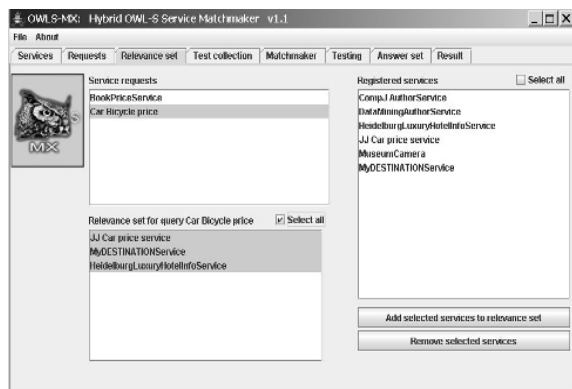 OWLS-MX: Hybrid OWL-S Service Matchmaker v1.1
File About
Services Requests Relevance set Test collection Matchmaker Testing Answer set Result
S
MX
Service requests
BookPriceService
Car Bicycle price
Relevance set for query Car Bicycle price Select all
JJ Car price service
MyDESTINATIONService
HeidelburgLuxuryHotelInfoService
Registered services Select all
CompJ AuthorService
DataMiningAuthorService
HeidelburgLuxuryHotelInfoService
JJ Car price service
MuseumCamera
MyDESTINATIONService
Add selected services to relevance set
Remove selected services